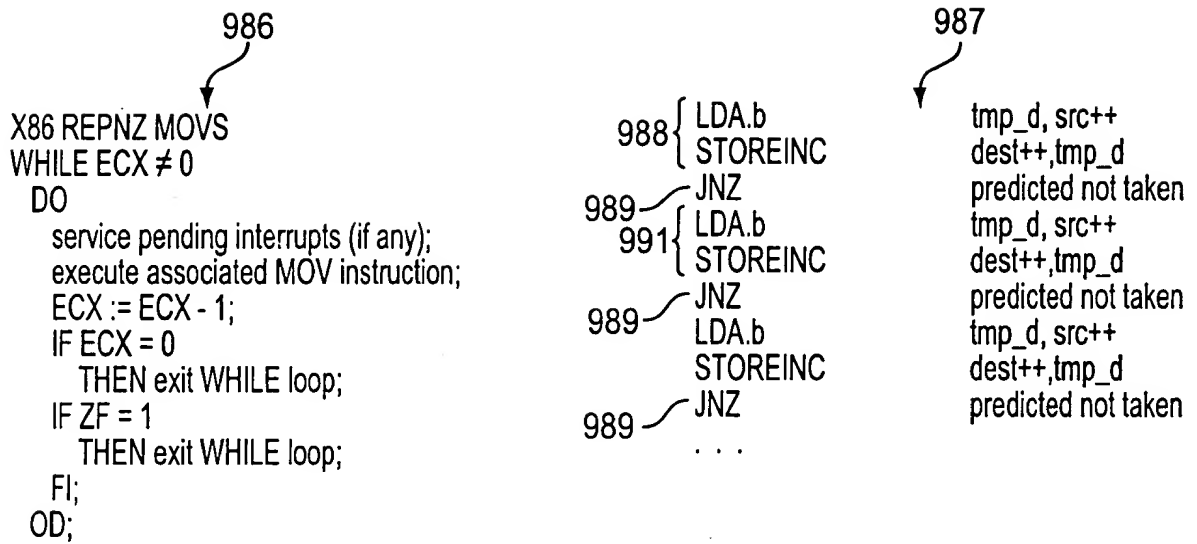 986
X86 REPNZ MOVS
WHILE ECX ≠ 0
DO
service pending interrupts (if any);
execute associated MOV instruction;
ECX := ECX - 1;
IF ECX = 0
THEN exit WHILE loop;
IF ZF = 1
THEN exit WHILE loop;
FI;
OD;
987
988 LDA.b tmp_d, src++
STOREINC dest++,tmp_d
989 JNZ predicted not taken
991 LDA.b tmp_d, src++
STOREINC dest++,tmp_d
989 JNZ predicted not taken
LDA.b tmp_d, src++
STOREINC dest++,tmp_d
989 JNZ predicted not taken
. . .